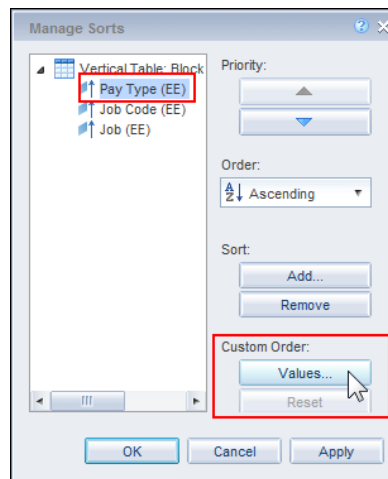 Manage Sorts
Vertical Table: Block
Pay Type (EE)
Job Code (EE)
Job (EE)
Priority:
Order:
Ascending
Sort:
Add...
Remove
Custom Order:
Values...
Reset
OK
Cancel
Apply